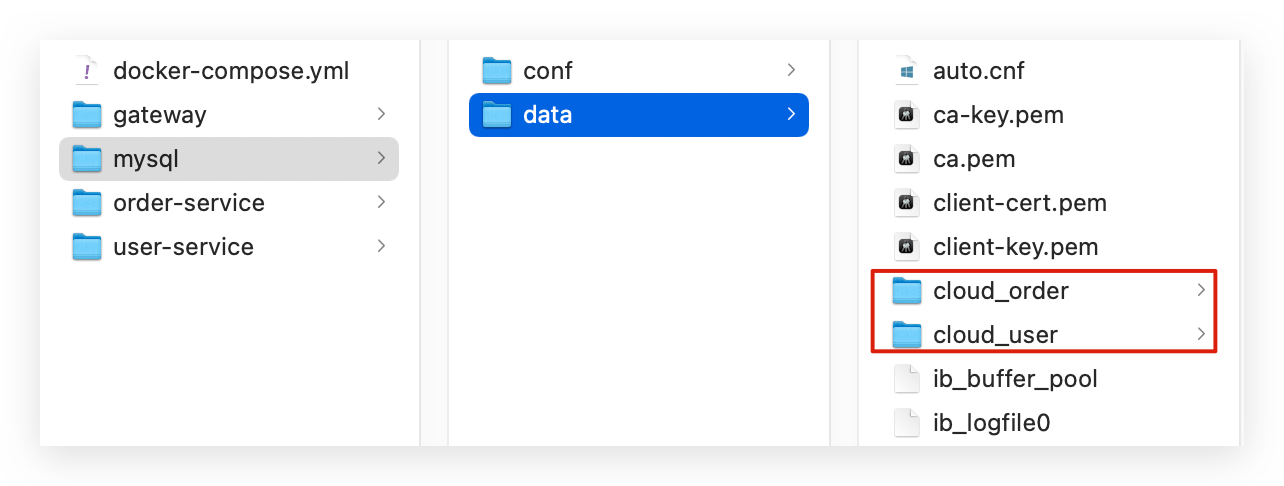 docker-compose.yml
gateway
mysql
order-service
user-service
conf
data
auto.cnf
ca-key.pem
ca.pem
client-cert.pem
client-key.pem
cloud_order
cloud_user
ib_buffer_pool
ib_logfile0